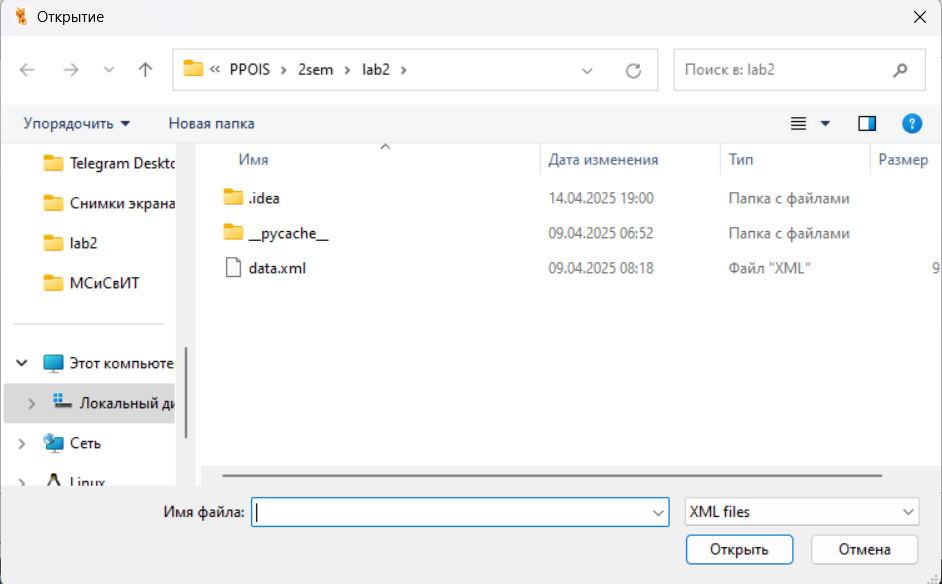 Открытие
« PPOIS › 2sem › lab2 ›
Поиск в: lab2
Упорядочить
Новая папка
?
Telegram Deskto
Снимки экрана
lab2
МСиСвИТ
Этот компьюте
Локальный ди
Сеть
Linux
Имя Дата изменения Тип Размер
.idea 14.04.2025 19:00 Папка с файлами
__pycache__ 09.04.2025 06:52 Папка с файлами
data.xml 09.04.2025 08:18 Файл "XML" 9
Имя файла:
XML files
Открыть
Отмена